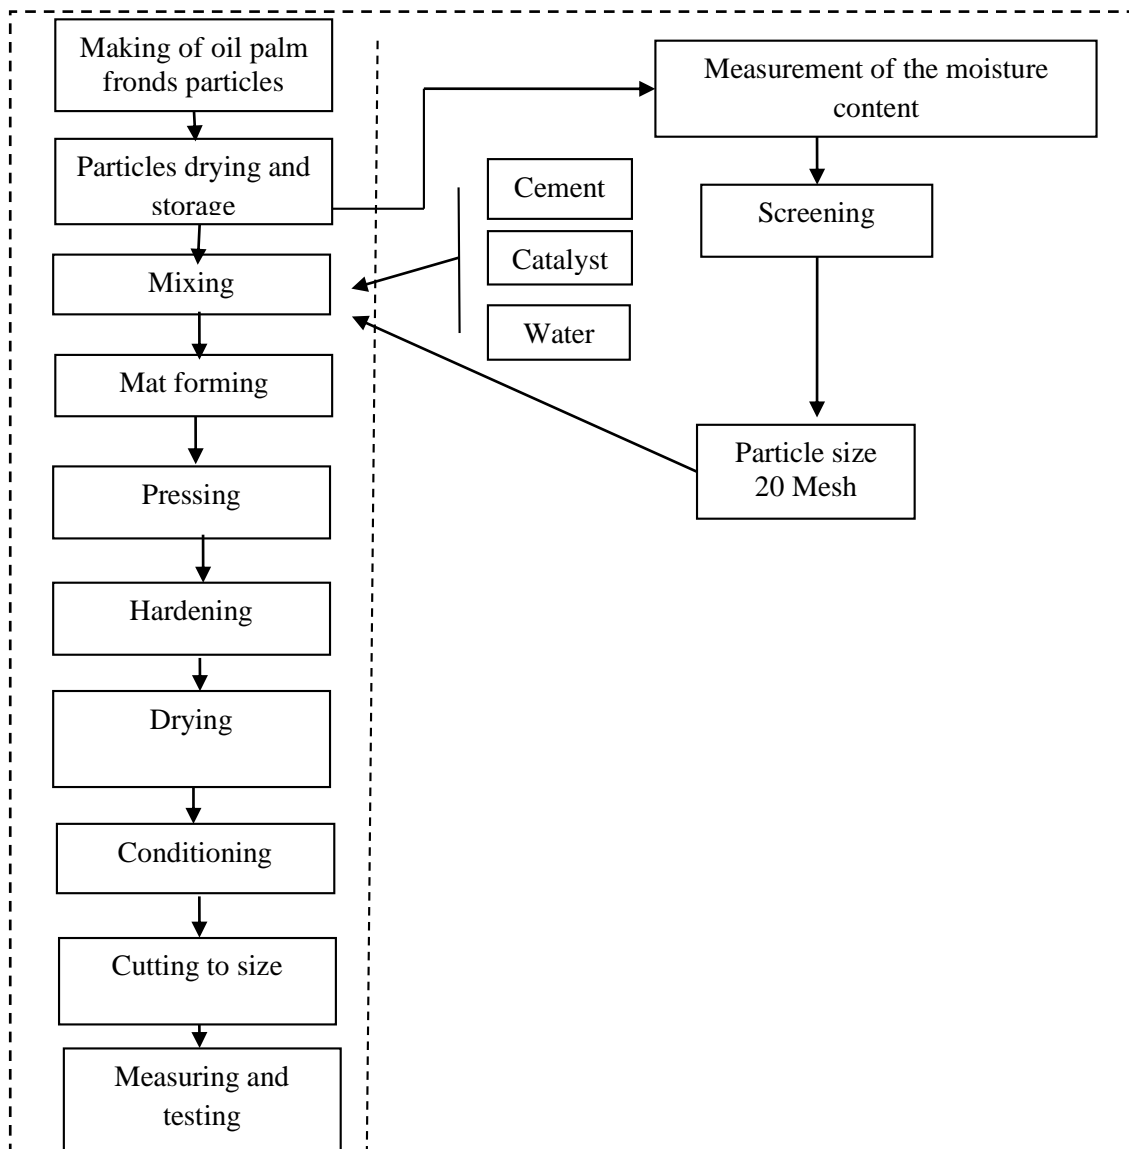 Making of oil palm
fronds particles
Particles drying and
storage
Mixing
Mat forming
Pressing
Hardening
Drying
Conditioning
Cutting to size
Measuring and
testing
Cement
Catalyst
Water
Measurement of the moisture
content
Screening
Particle size
20 Mesh